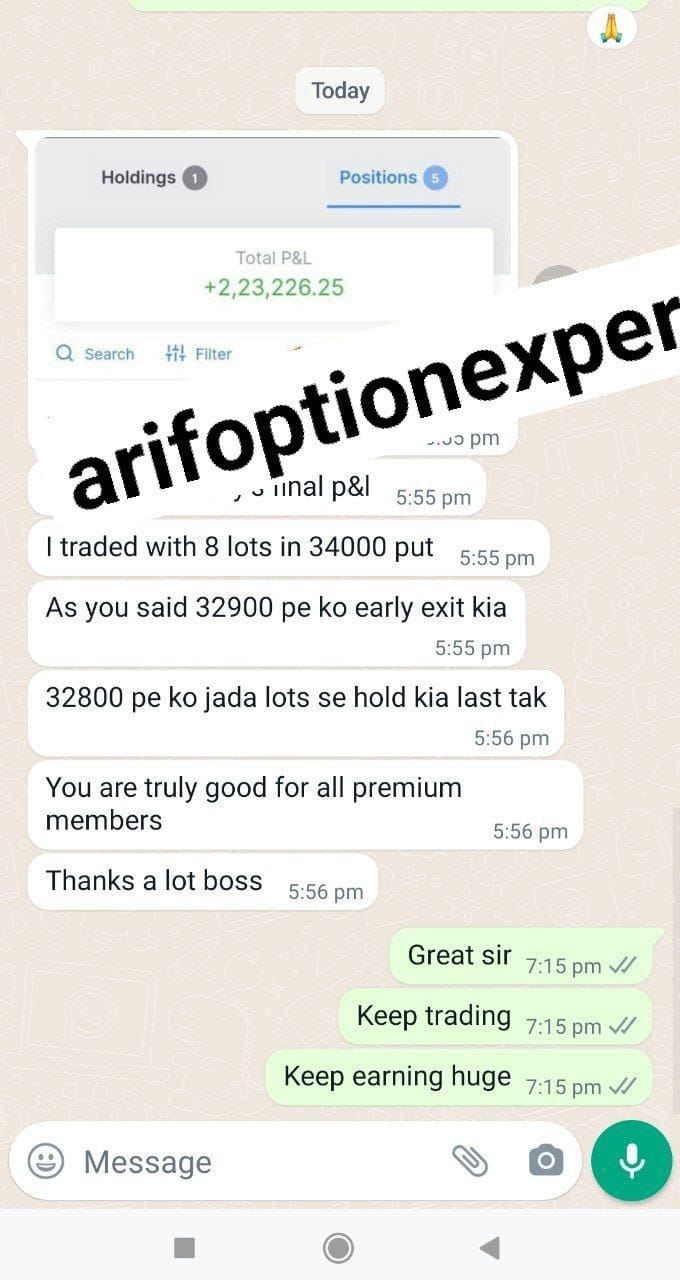 Today
Holdings 1
Positions 5
Total P&L
+2,23,226.25
Search
Filter
arifoptionexper
pm
final p&l 5:55 pm
I traded with 8 lots in 34000 put 5:55 pm
As you said 32900 pe ko early exit kia
5:55 pm
32800 pe ko jada lots se hold kia last tak
5:56 pm
You are truly good for all premium
members 5:56 pm
Thanks a lot boss 5:56 pm
Great sir 7:15 pm
Keep trading 7:15 pm
Keep earning huge 7:15 pm
Message